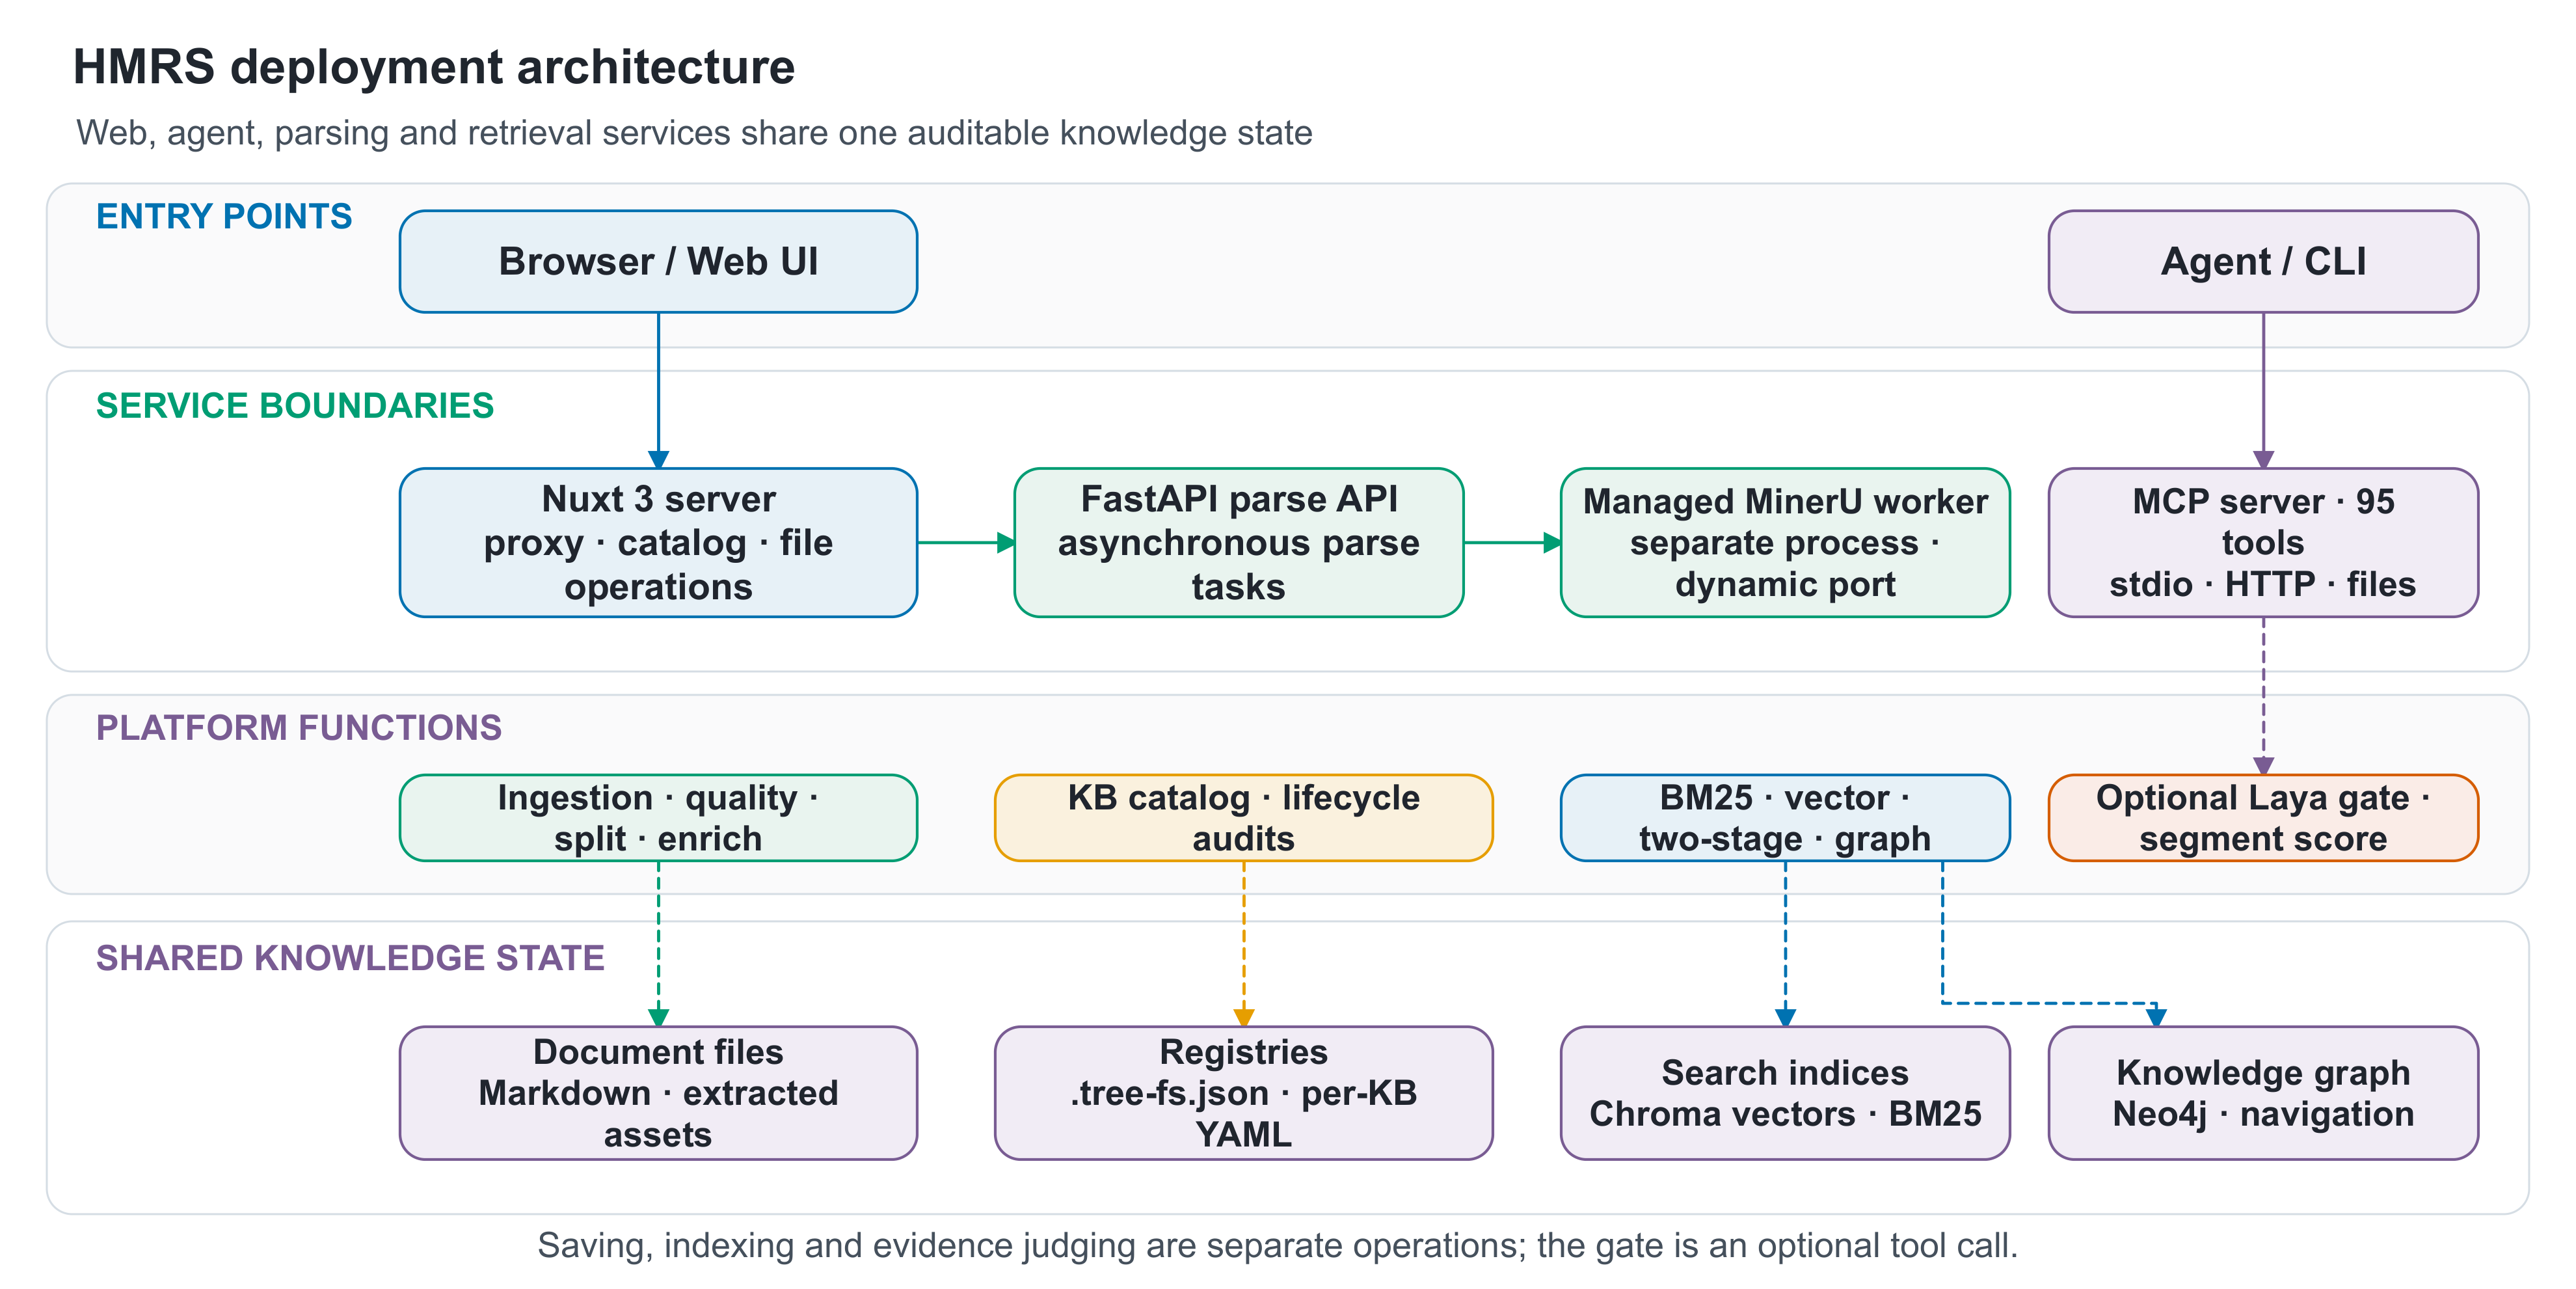 HMRS deployment architecture
Web, agent, parsing and retrieval services share one auditable knowledge state
ENTRY POINTS
Browser / Web UI
Agent / CLI
SERVICE BOUNDARIES
Nuxt 3 server
proxy · catalog · file
operations
FastAPI parse API
asynchronous parse
tasks
Managed MinerU worker
separate process ·
dynamic port
MCP server · 95
tools
stdio · HTTP · files
PLATFORM FUNCTIONS
Ingestion · quality ·
split · enrich
KB catalog · lifecycle
audits
BM25 · vector ·
two-stage · graph
Optional Laya gate ·
segment score
SHARED KNOWLEDGE STATE
Document files
Markdown · extracted
assets
Registries
.tree-fs.json · per-KB
YAML
Search indices
Chroma vectors · BM25
Knowledge graph
Neo4j · navigation
Saving, indexing and evidence judging are separate operations; the gate is an optional tool call.